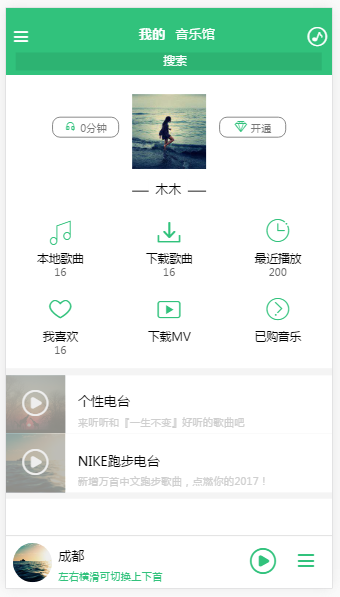 我的 音乐馆
搜索
0分钟
开通
木木
本地歌曲
16
下载歌曲
16
最近播放
200
我喜欢
16
下载MV
已购音乐
个性电台
来听听和『一生不变』好听的歌曲吧
NIKE跑步电台
新增万首中文跑步歌曲，点燃你的2017！
成都
左右横滑可切换上下首